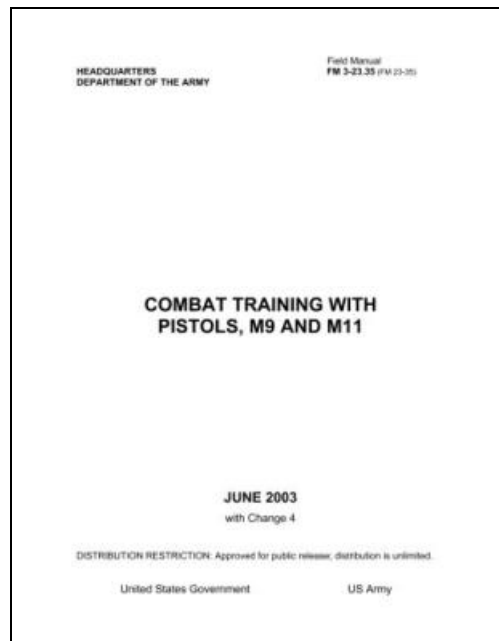 HEADQUARTERS
DEPARTMENT OF THE ARMY
Field Manual
FM 3-23.35 (FM 23-35)
COMBAT TRAINING WITH
PISTOLS, M9 AND M11
JUNE 2003
with Change 4
DISTRIBUTION RESTRICTION: Approved for public release; distribution is unlimited.
United States Government US Army